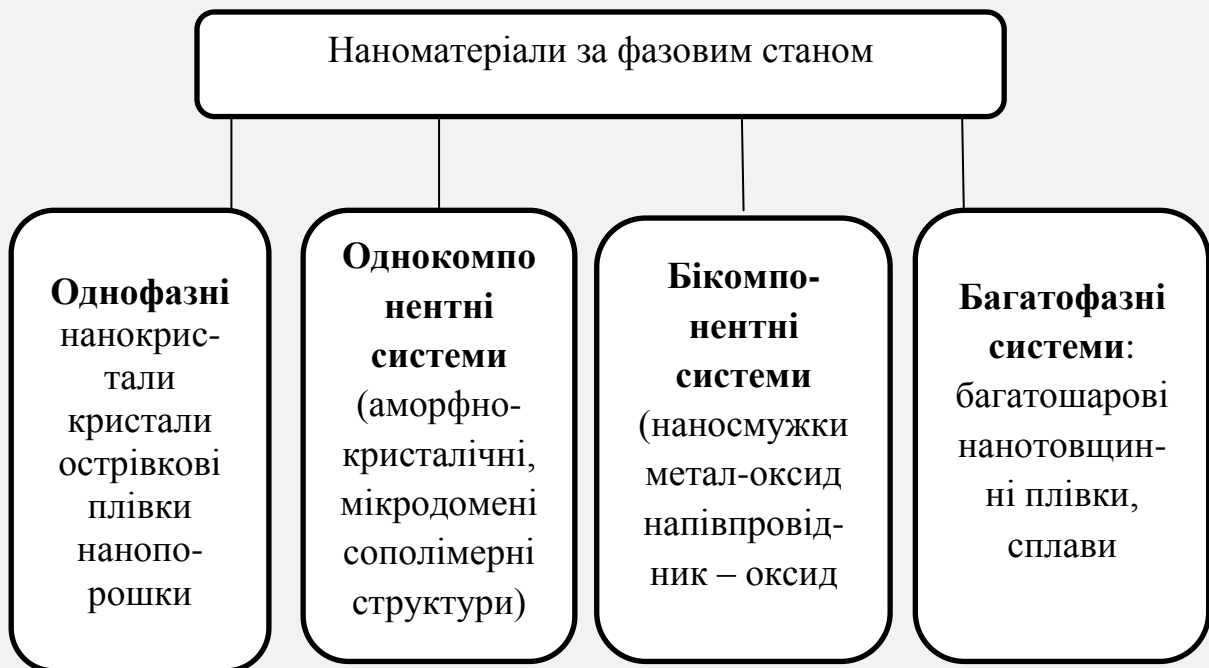 Наноматеріали за фазовим станом
Однофазні
нанокрис-
тали
кристали
острівкові
плівки
нанопо-
рошки
Однокомпо
нентні
системи
(аморфно-
кристалічні,
мікродомені
сополімерні
структури)
Бікомпо-
нентні
системи
(наносмужки
метал-оксид
напівпровід-
ник – оксид
Багатофазні
системи:
багатошарові
нанотовщин-
ні плівки,
сплави